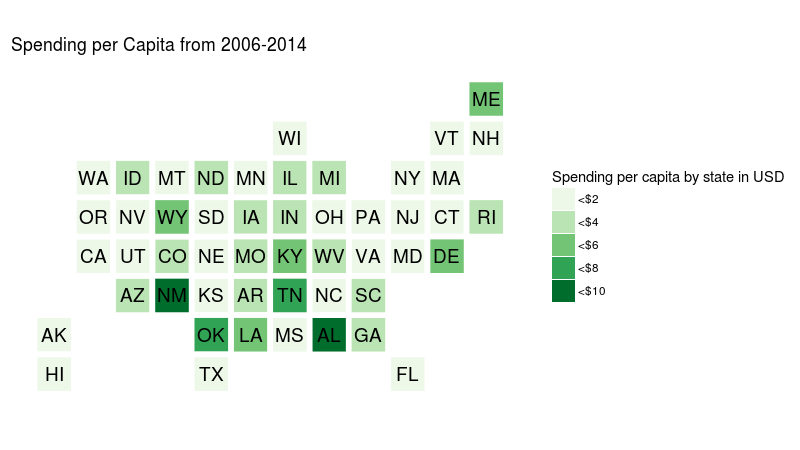 Spending per Capita from 2006-2014
ME
WI VT NH
WA ID MT ND MN IL MI NY MA
Spending per capita by state in USD
<$2
<$4
<$6
<$8
<$10
OR NV WY SD IA IN OH PA NJ CT RI
CA UT CO NE MO KY WV VA MD DE
AZ NM KS AR TN NC SC
AK OK LA MS AL GA
HI TX FL